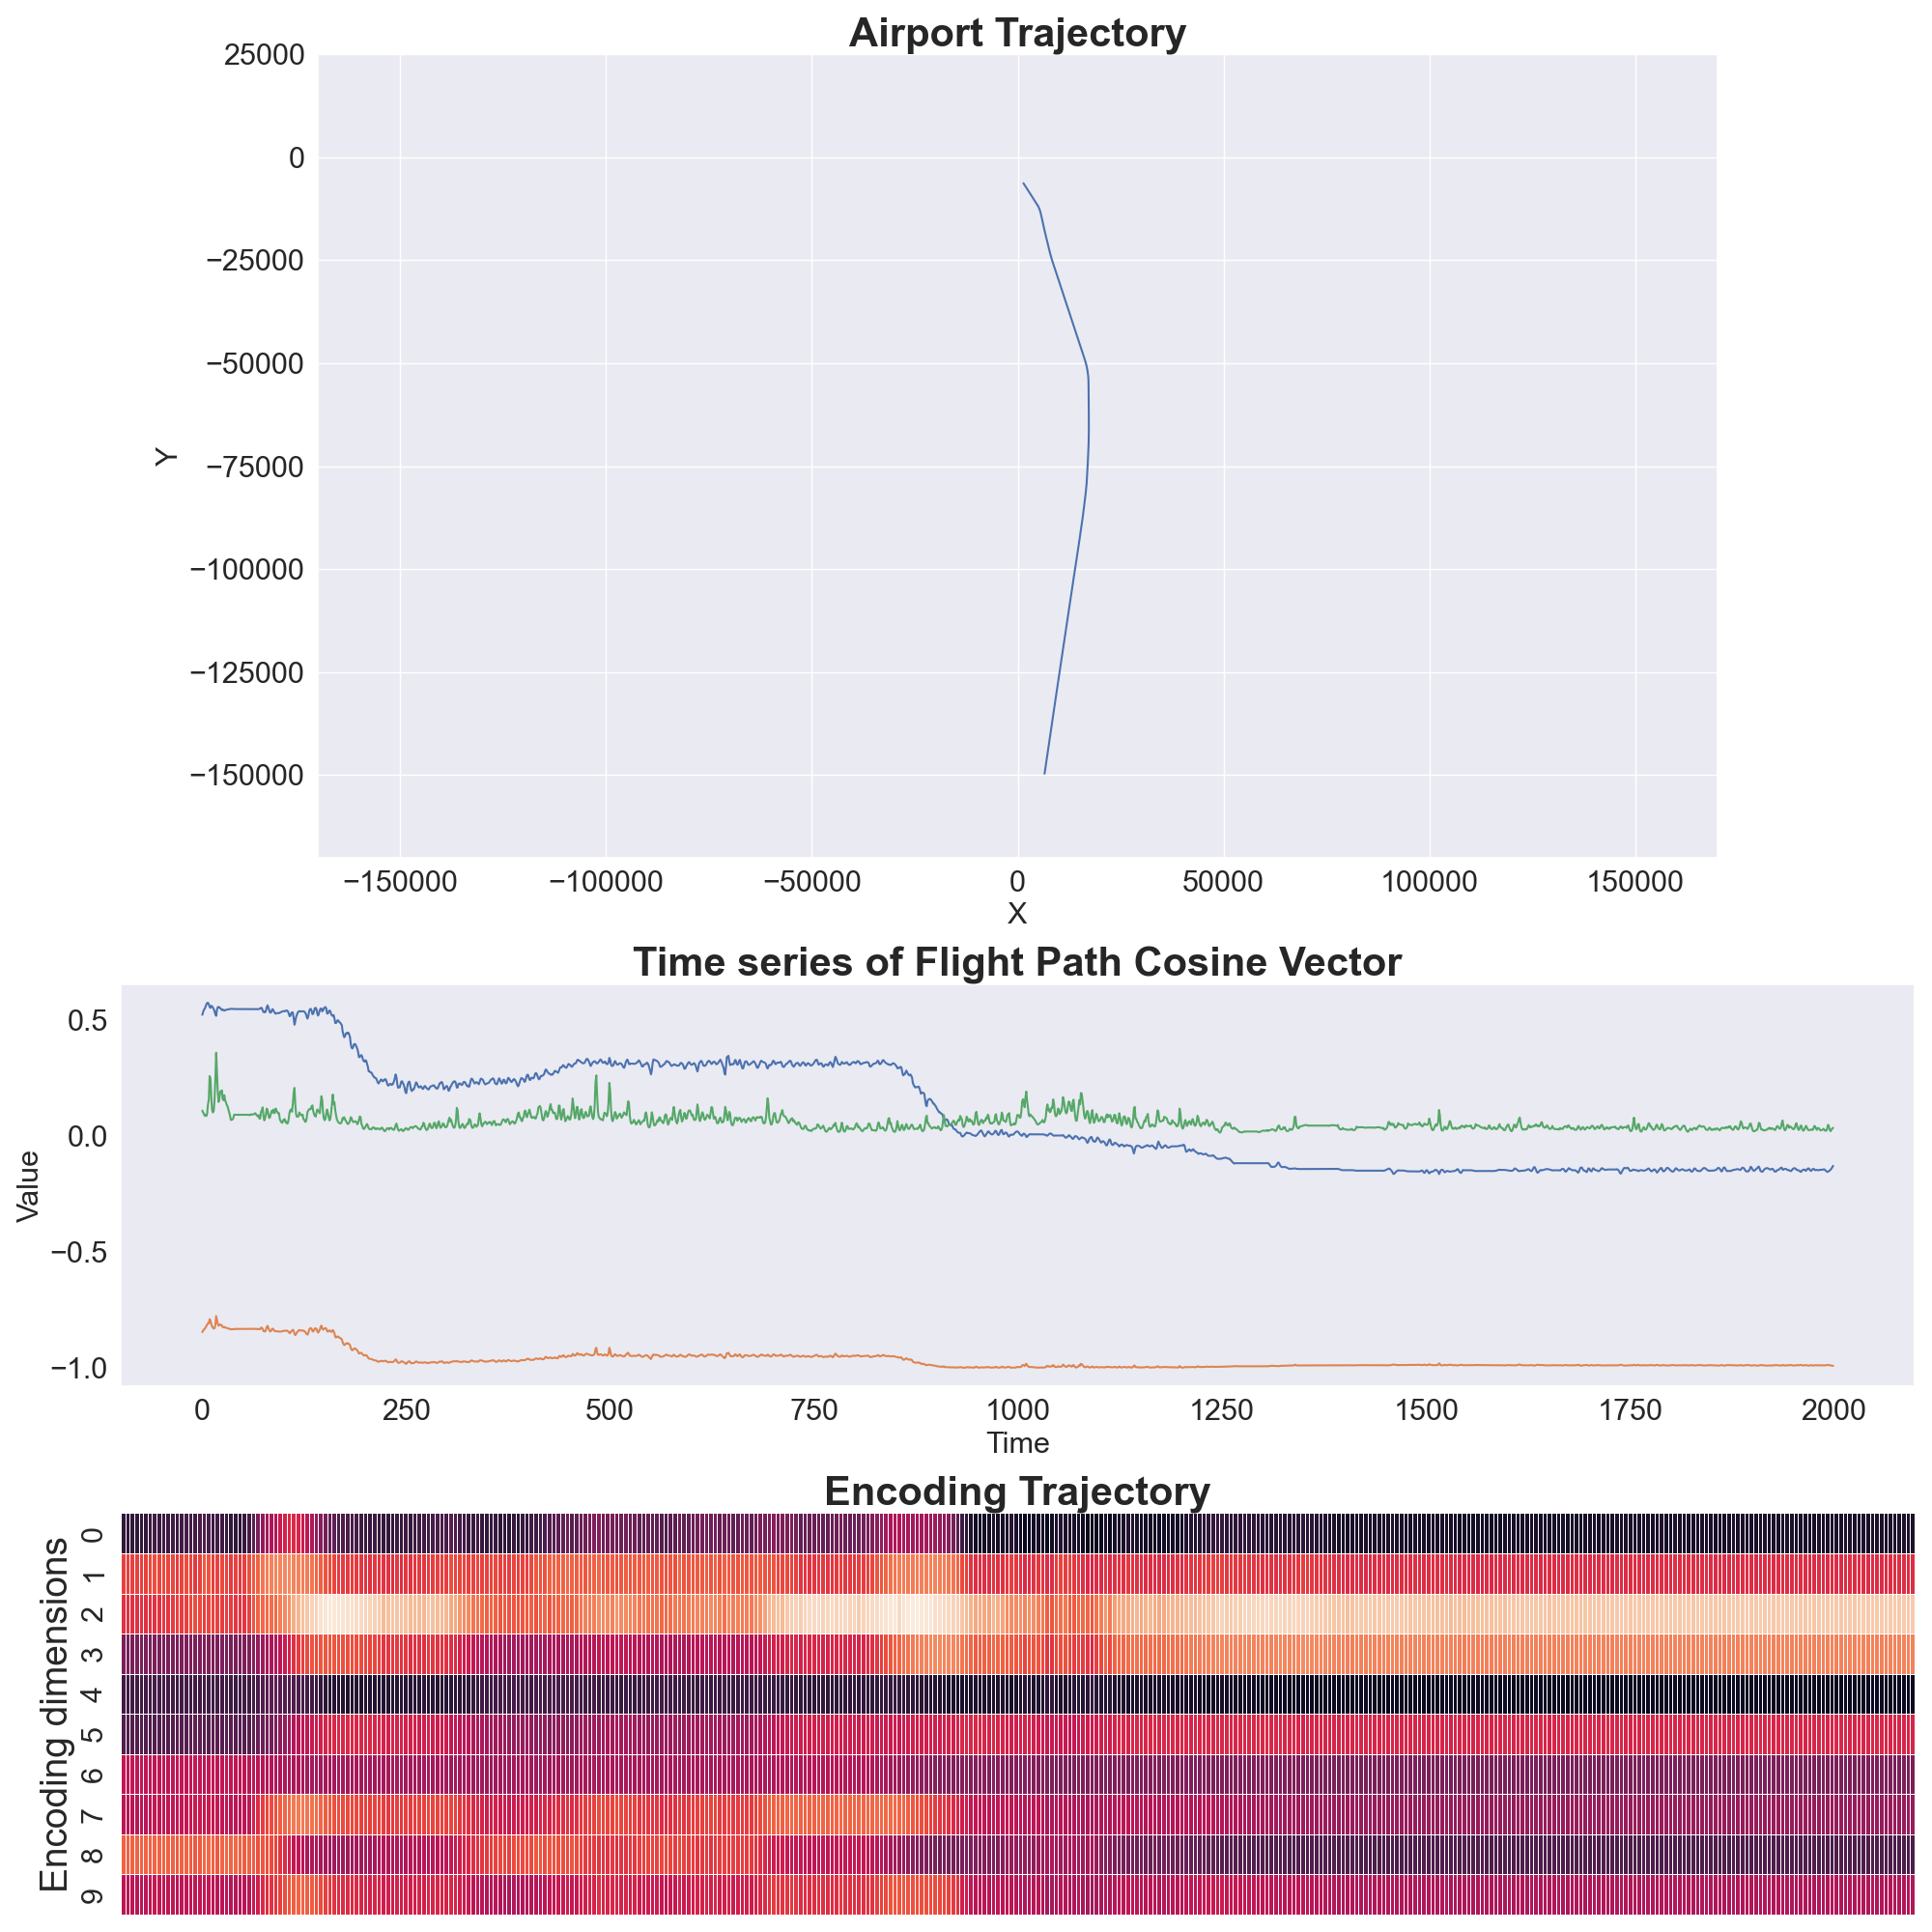 Airport Trajectory
25000
0
−25000
−50000
−75000
−100000
−125000
−150000
Y
−150000 −100000 −50000 0 50000 100000 150000
X
Time series of Flight Path Cosine Vector
0.5
0.0
−0.5
−1.0
Value
0 250 500 750 1000 1250 1500 1750 2000
Time
Encoding Trajectory
0
1
2
3
4
5
6
7
8
9
Encoding dimensions